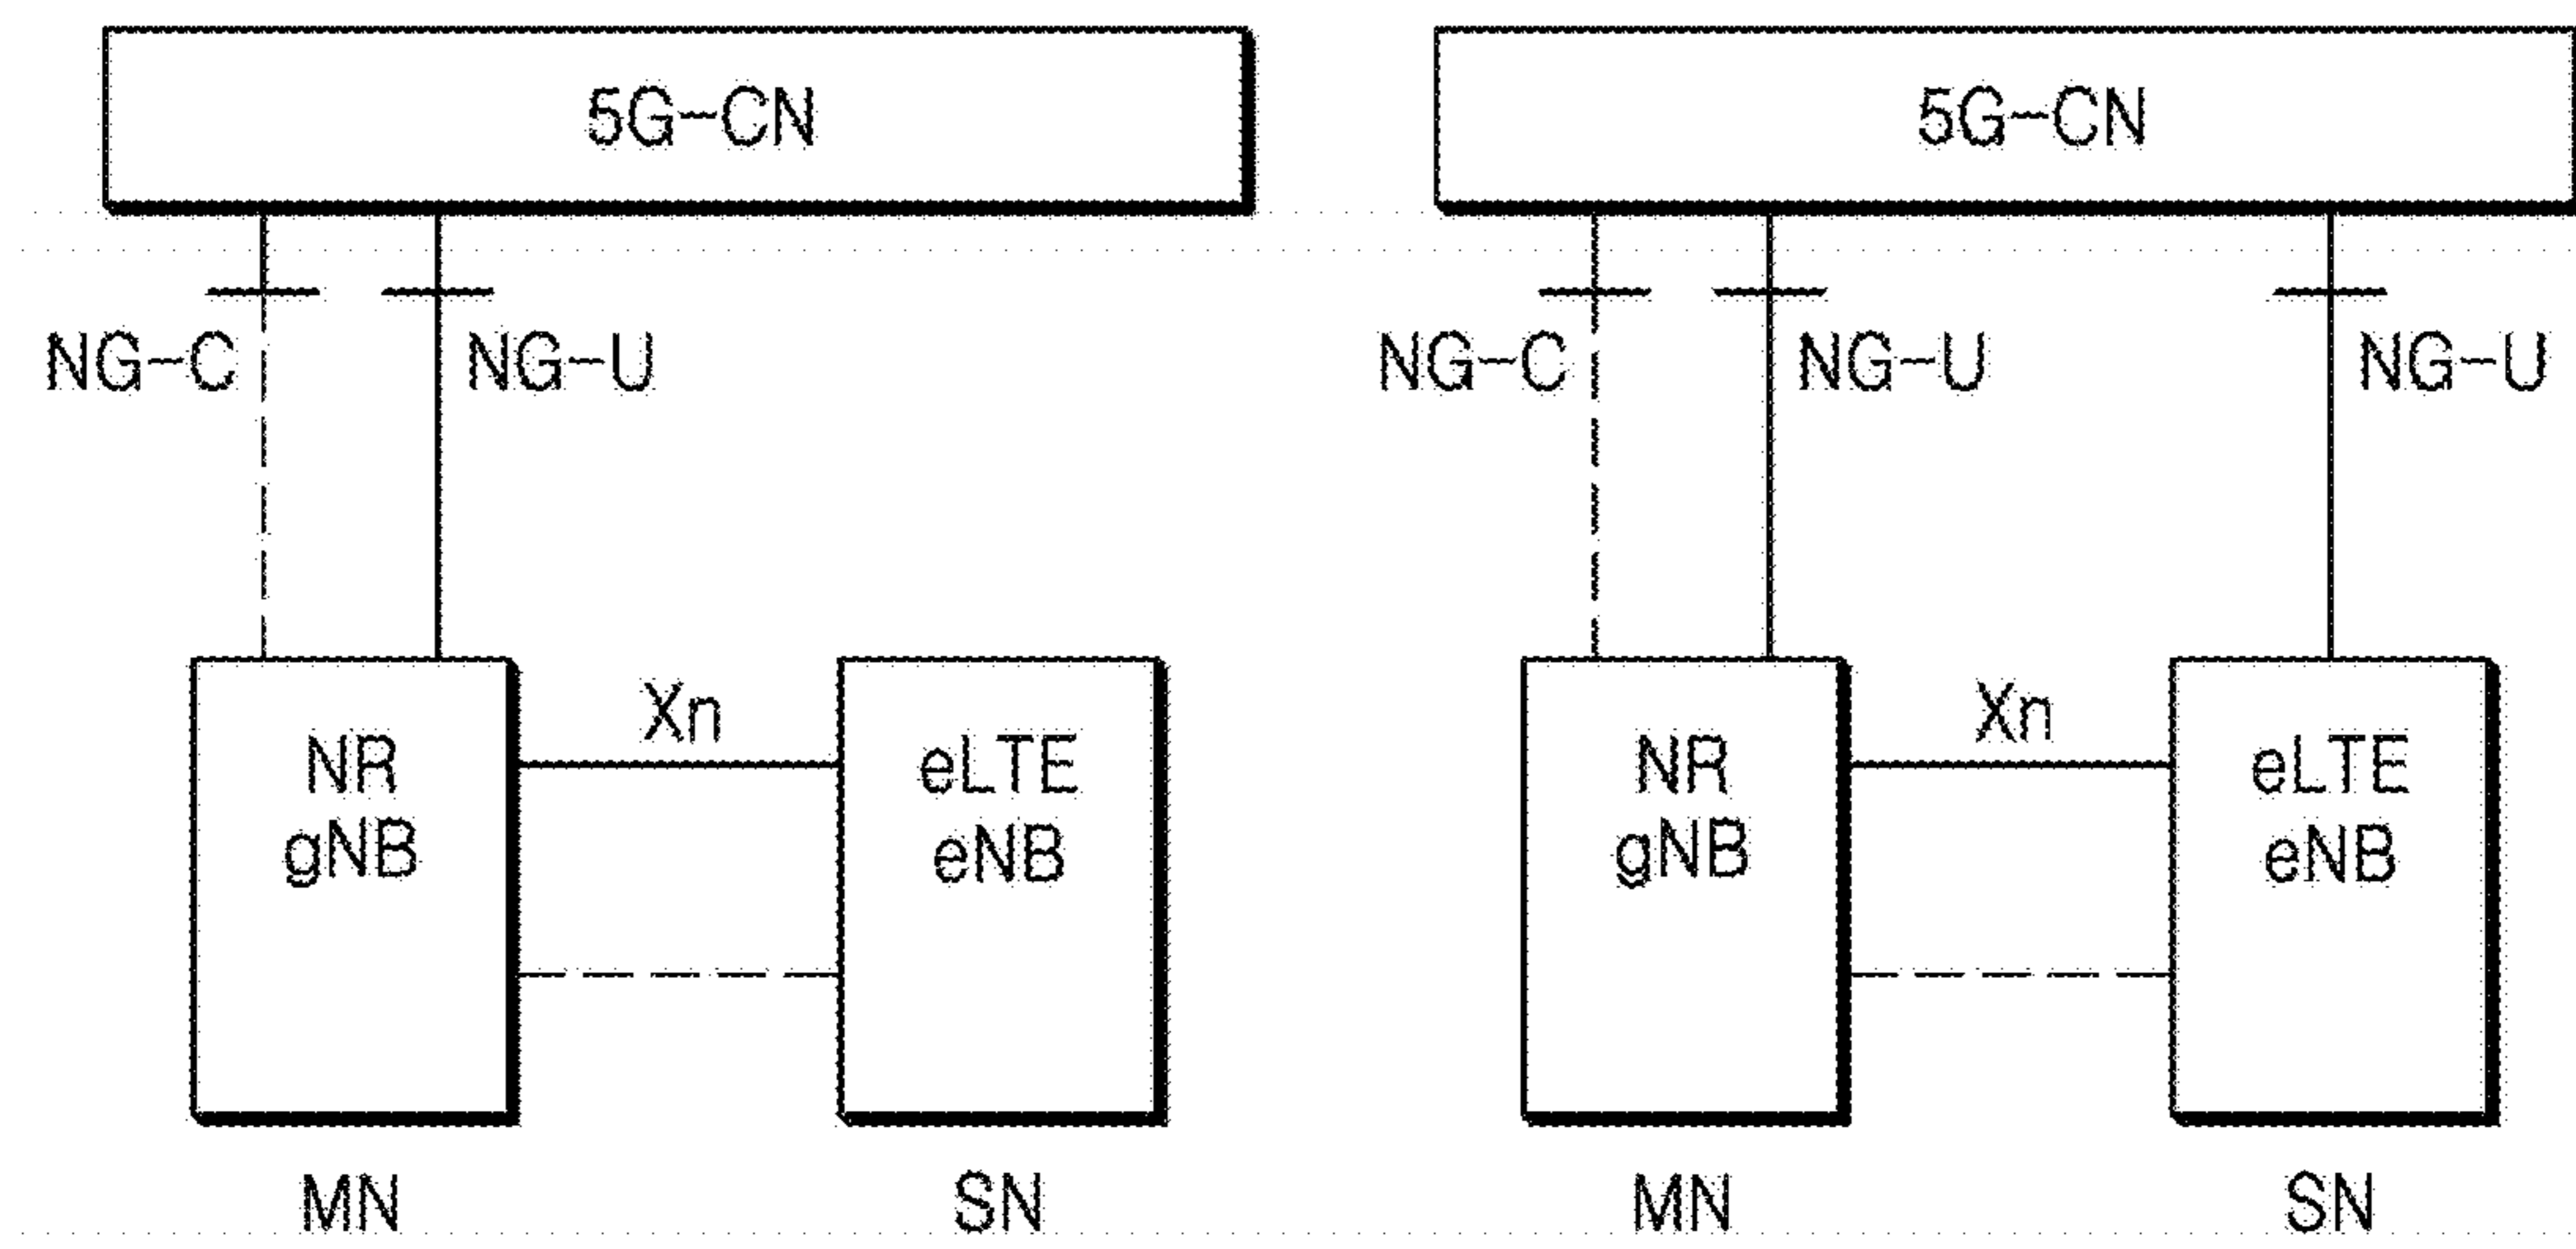 5G-CN
NG-C
NG-U
Xn
NR
gNB
eLTE
eNB
MN
SN
5G-CN
NG-C
NG-U
NG-U
Xn
NR
gNB
eLTE
eNB
MN
SN